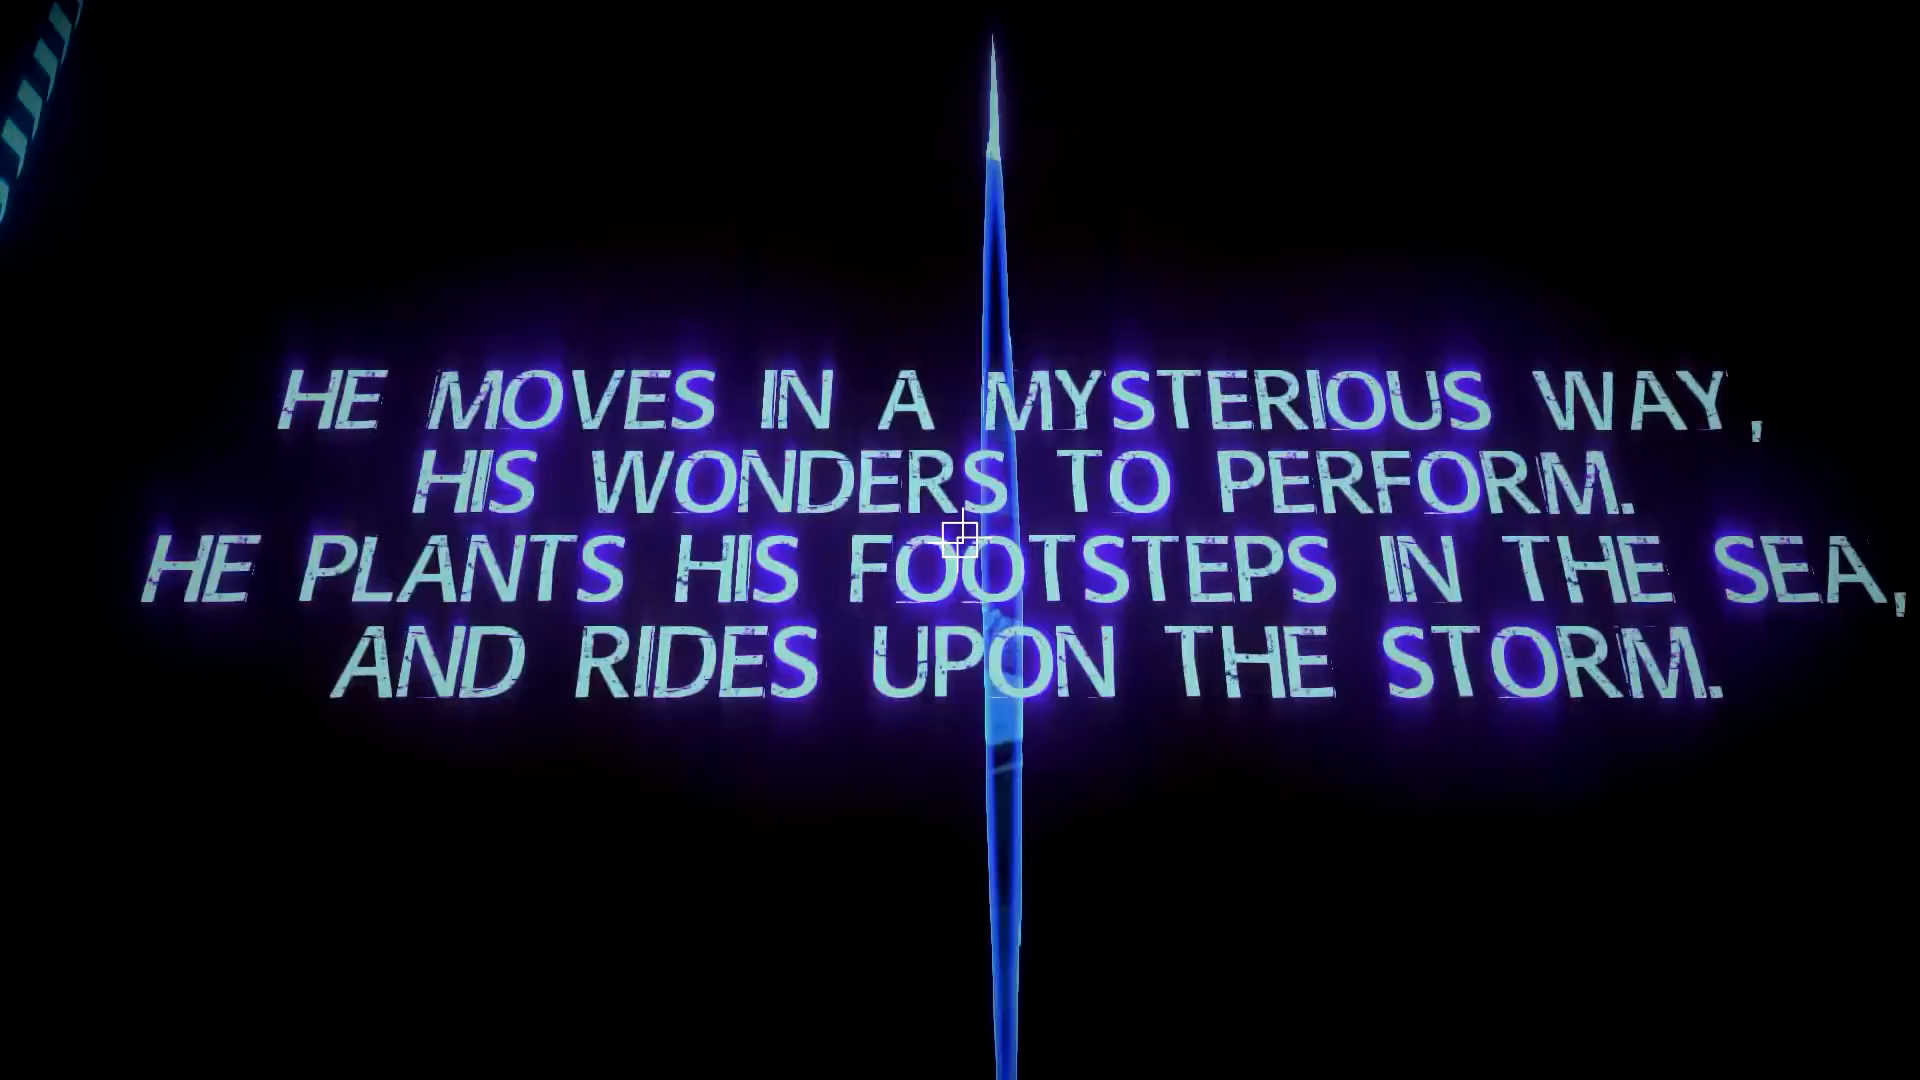 HE MOVES IN A MYSTERIOUS WAY,
HIS WONDERS TO PERFORM.
HE PLANTS HIS FOOTSTEPS IN THE SEA,
AND RIDES UPON THE STORM.